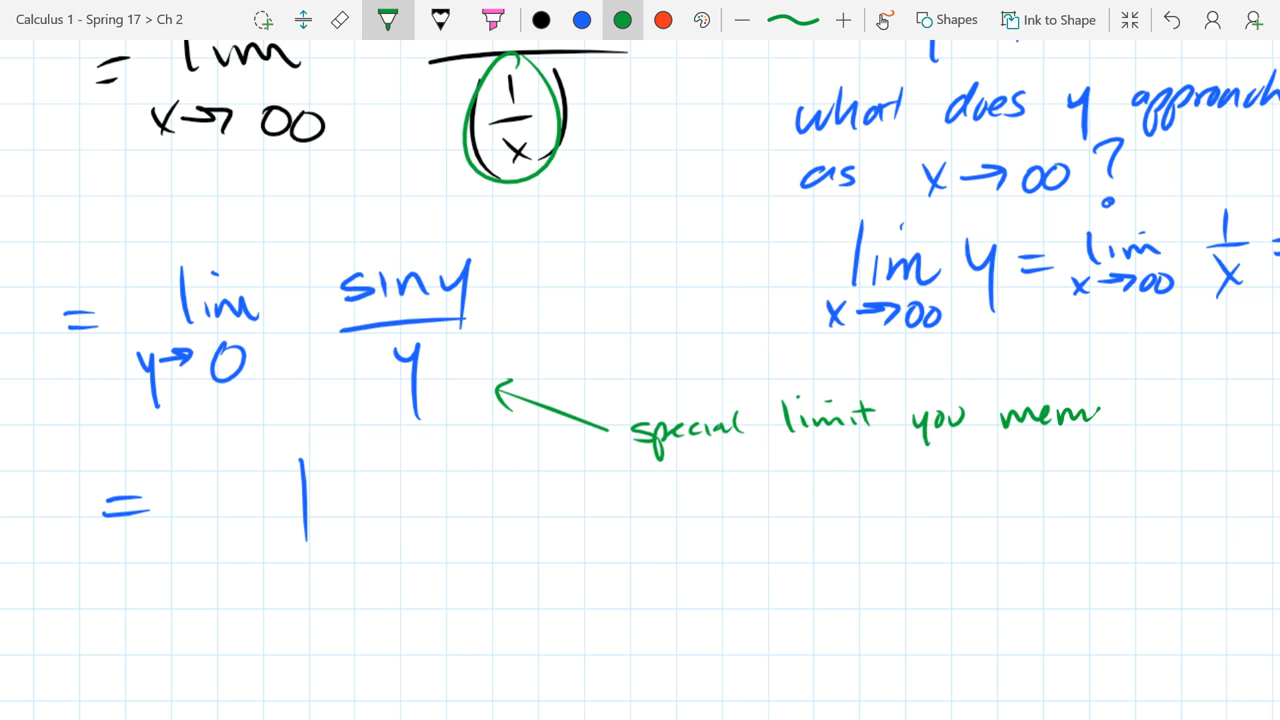 Calculus 1 - Spring 17 > Ch 2
Shapes
Ink to Shape
= lim
x → ∞
(1/x)
what does y approach
as x → ∞ ?
lim y = lim 1/x =
x → ∞ x → ∞
= lim sin y / y
y → 0
special limit you mem
= 1